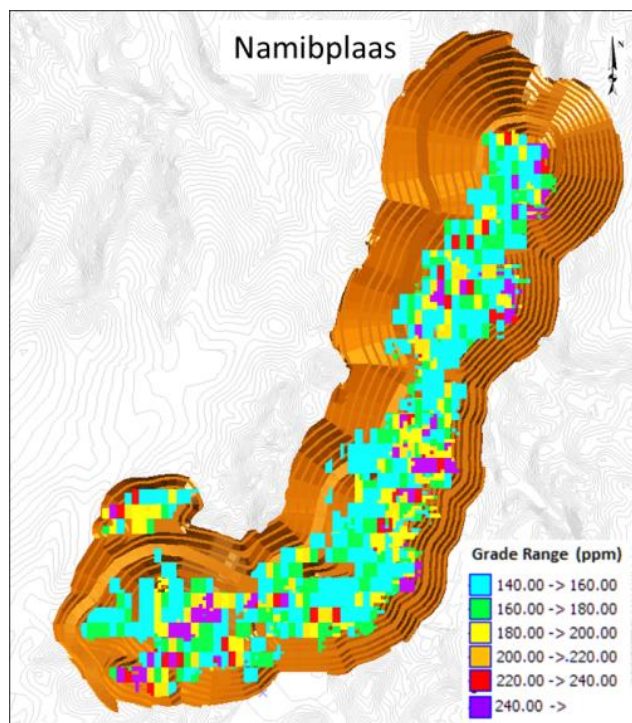 Namibplaas
N
Grade Range (ppm)
140.00 -> 160.00
160.00 -> 180.00
180.00 -> 200.00
200.00 ->.220.00
220.00 -> 240.00
240.00 ->